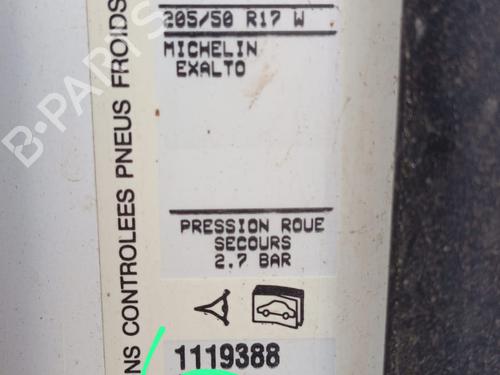 205/50 R17 W
MICHELIN
EXALTO
NS CONTROLEES PNEUS FROIDS
PRESSION ROUE
SECOURS
2.7 BAR
1119388
B-PARTS